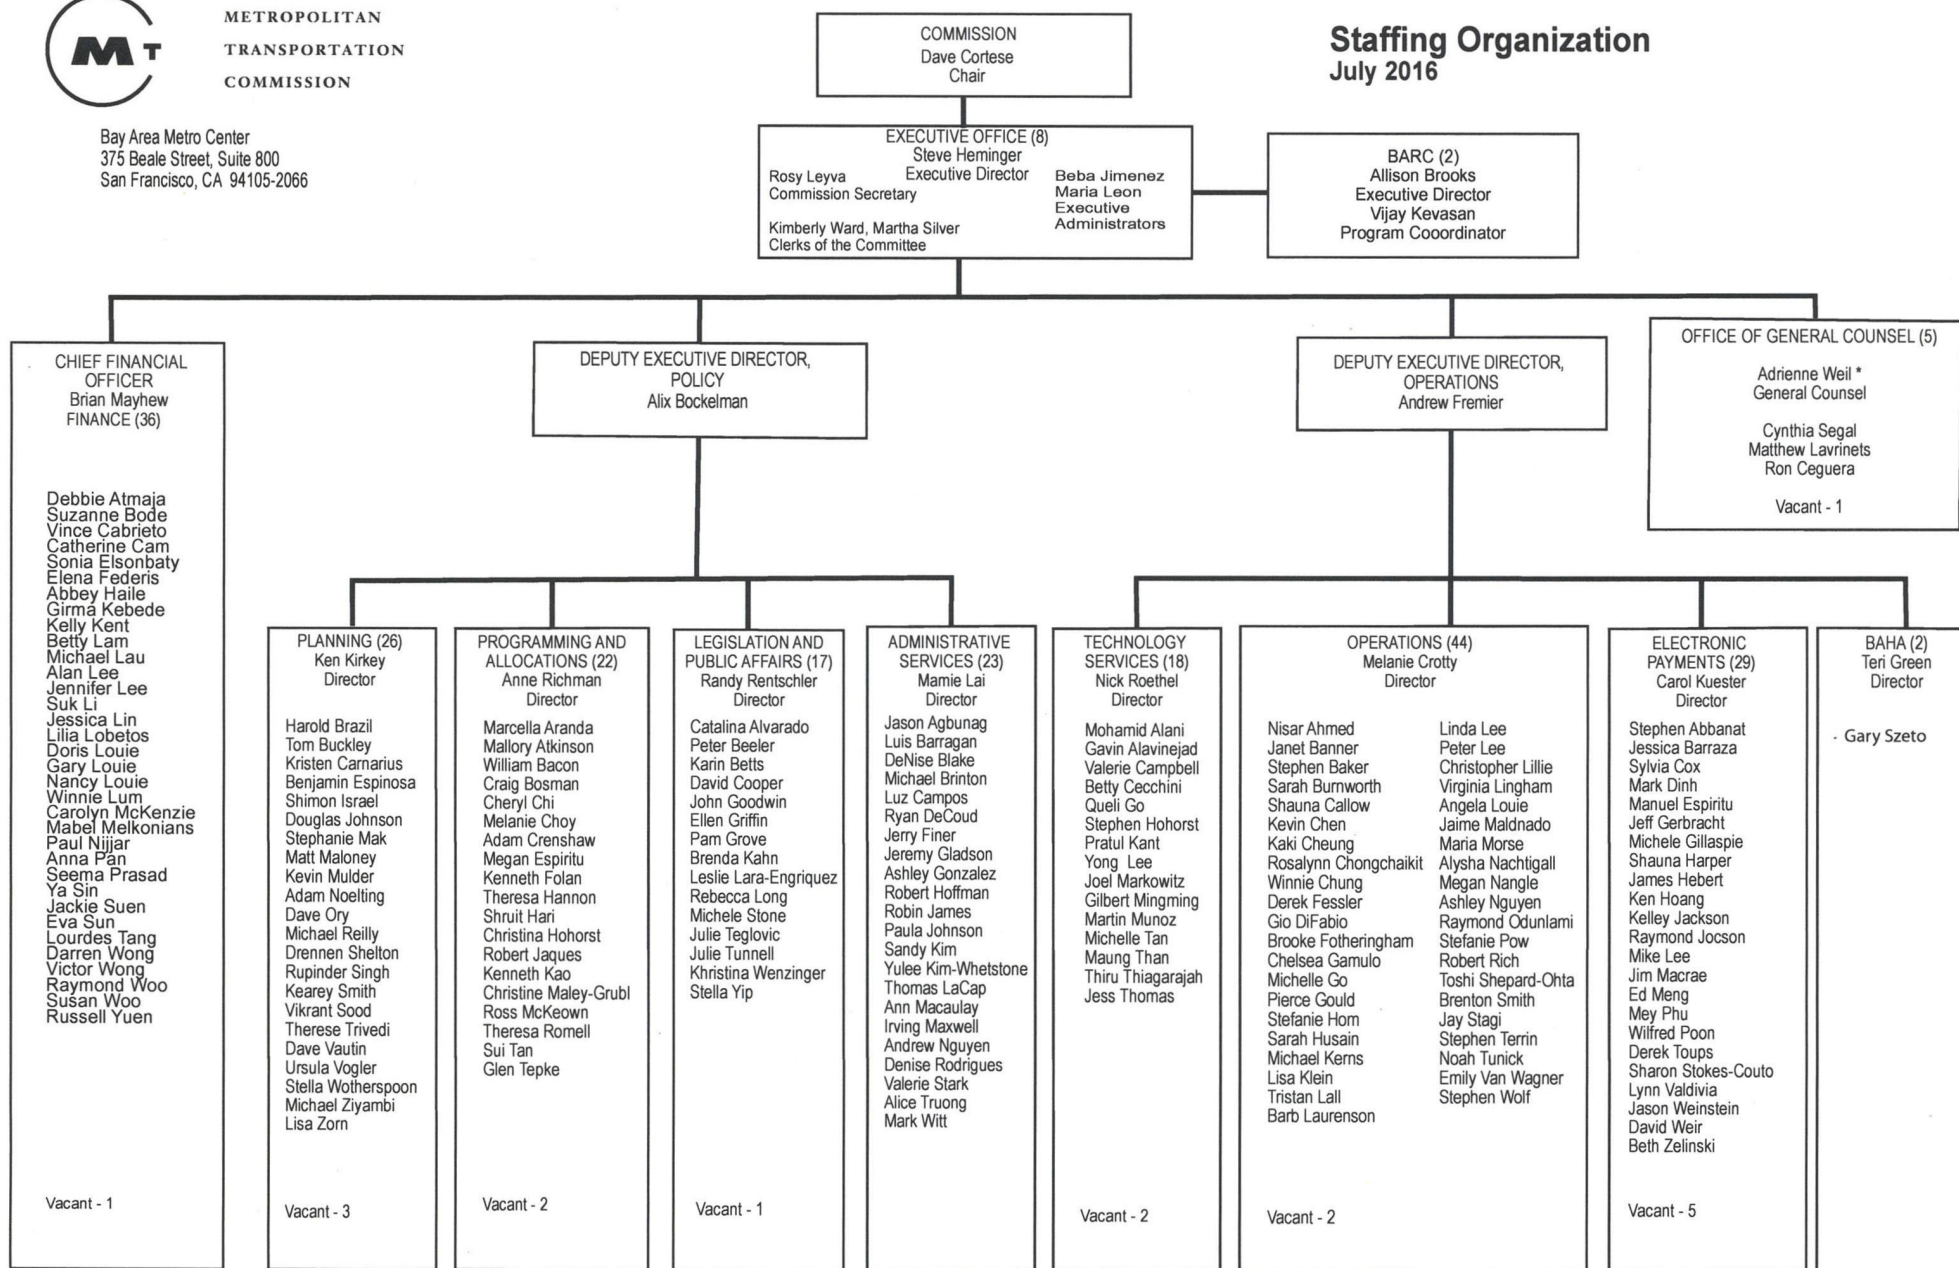 METROPOLITAN
TRANSPORTATION
COMMISSION
M T
Bay Area Metro Center
375 Beale Street, Suite 800
San Francisco, CA 94105-2066
Staffing Organization
July 2016
COMMISSION
Dave Cortese
Chair
EXECUTIVE OFFICE (8)
Steve Heminger
Executive Director
Rosy Leyva
Commission Secretary
Kimberly Ward, Martha Silver
Clerks of the Committee
Beba Jimenez
Maria Leon
Executive
Administrators
BARC (2)
Allison Brooks
Executive Director
Vijay Kevasan
Program Cooordinator
CHIEF FINANCIAL
OFFICER
Brian Mayhew
FINANCE (36)
Debbie Atmaja
Suzanne Bode
Vince Cabrieto
Catherine Cam
Sonia Elsonbaty
Elena Federis
Abbey Haile
Girma Kebede
Kelly Kent
Betty Lam
Michael Lau
Alan Lee
Jennifer Lee
Suk Li
Jessica Lin
Lilia Lobetos
Doris Louie
Gary Louie
Nancy Louie
Winnie Lum
Carolyn McKenzie
Mabel Melkonians
Paul Nijjar
Anna Pan
Seema Prasad
Ya Sin
Jackie Suen
Eva Sun
Lourdes Tang
Darren Wong
Victor Wong
Raymond Woo
Susan Woo
Russell Yuen
Vacant - 1
DEPUTY EXECUTIVE DIRECTOR,
POLICY
Alix Bockelman
DEPUTY EXECUTIVE DIRECTOR,
OPERATIONS
Andrew Fremier
OFFICE OF GENERAL COUNSEL (5)
Adrienne Weil *
General Counsel
Cynthia Segal
Matthew Lavrinets
Ron Ceguera
Vacant - 1
PLANNING (26)
Ken Kirkey
Director
Harold Brazil
Tom Buckley
Kristen Carnarius
Benjamin Espinosa
Shimon Israel
Douglas Johnson
Stephanie Mak
Matt Maloney
Kevin Mulder
Adam Noelting
Dave Ory
Michael Reilly
Drennen Shelton
Rupinder Singh
Kearey Smith
Vikrant Sood
Therese Trivedi
Dave Vautin
Ursula Vogler
Stella Wotherspoon
Michael Ziyambi
Lisa Zorn
Vacant - 3
PROGRAMMING AND
ALLOCATIONS (22)
Anne Richman
Director
Marcella Aranda
Mallory Atkinson
William Bacon
Craig Bosman
Cheryl Chi
Melanie Choy
Adam Crenshaw
Megan Espiritu
Kenneth Folan
Theresa Hannon
Shruit Hari
Christina Hohorst
Robert Jaques
Kenneth Kao
Christine Maley-Grubl
Ross McKeown
Theresa Romell
Sui Tan
Glen Tepke
Vacant - 2
LEGISLATION AND
PUBLIC AFFAIRS (17)
Randy Rentschler
Director
Catalina Alvarado
Peter Beeler
Karin Betts
David Cooper
John Goodwin
Ellen Griffin
Pam Grove
Brenda Kahn
Leslie Lara-Engriquez
Rebecca Long
Michele Stone
Julie Teglovic
Julie Tunnell
Khristina Wenzinger
Stella Yip
Vacant - 1
ADMINISTRATIVE
SERVICES (23)
Mamie Lai
Director
Jason Agbunag
Luis Barragan
DeNise Blake
Michael Brinton
Luz Campos
Ryan DeCoud
Jerry Finer
Jeremy Gladson
Ashley Gonzalez
Robert Hoffman
Robin James
Paula Johnson
Sandy Kim
Yulee Kim-Whetstone
Thomas LaCap
Ann Macaulay
Irving Maxwell
Andrew Nguyen
Denise Rodrigues
Valerie Stark
Alice Truong
Mark Witt
TECHNOLOGY
SERVICES (18)
Nick Roethel
Director
Mohamid Alani
Gavin Alavinejad
Valerie Campbell
Betty Cecchini
Queli Go
Stephen Hohorst
Pratul Kant
Yong Lee
Joel Markowitz
Gilbert Mingming
Martin Munoz
Michelle Tan
Maung Than
Thiru Thiagarajah
Jess Thomas
Vacant - 2
OPERATIONS (44)
Melanie Crotty
Director
Nisar Ahmed
Janet Banner
Stephen Baker
Sarah Burnworth
Shauna Callow
Kevin Chen
Kaki Cheung
Rosalynn Chongchaikit
Winnie Chung
Derek Fessler
Gio DiFabio
Brooke Fotheringham
Chelsea Gamulo
Michelle Go
Pierce Gould
Stefanie Hom
Sarah Husain
Michael Kerns
Lisa Klein
Tristan Lall
Barb Laurenson
Linda Lee
Peter Lee
Christopher Lillie
Virginia Lingham
Angela Louie
Jaime Maldnado
Maria Morse
Alysha Nachtigall
Megan Nangle
Ashley Nguyen
Raymond Odunlami
Stefanie Pow
Robert Rich
Toshi Shepard-Ohta
Brenton Smith
Jay Stagi
Stephen Terrin
Noah Tunick
Emily Van Wagner
Stephen Wolf
Vacant - 2
ELECTRONIC
PAYMENTS (29)
Carol Kuester
Director
Stephen Abbanat
Jessica Barraza
Sylvia Cox
Mark Dinh
Manuel Espiritu
Jeff Gerbracht
Michele Gillaspie
Shauna Harper
James Hebert
Ken Hoang
Kelley Jackson
Raymond Jocson
Mike Lee
Jim Macrae
Ed Meng
Mey Phu
Wilfred Poon
Derek Toups
Sharon Stokes-Couto
Lynn Valdivia
Jason Weinstein
David Weir
Beth Zelinski
Vacant - 5
BAHA (2)
Teri Green
Director
Gary Szeto